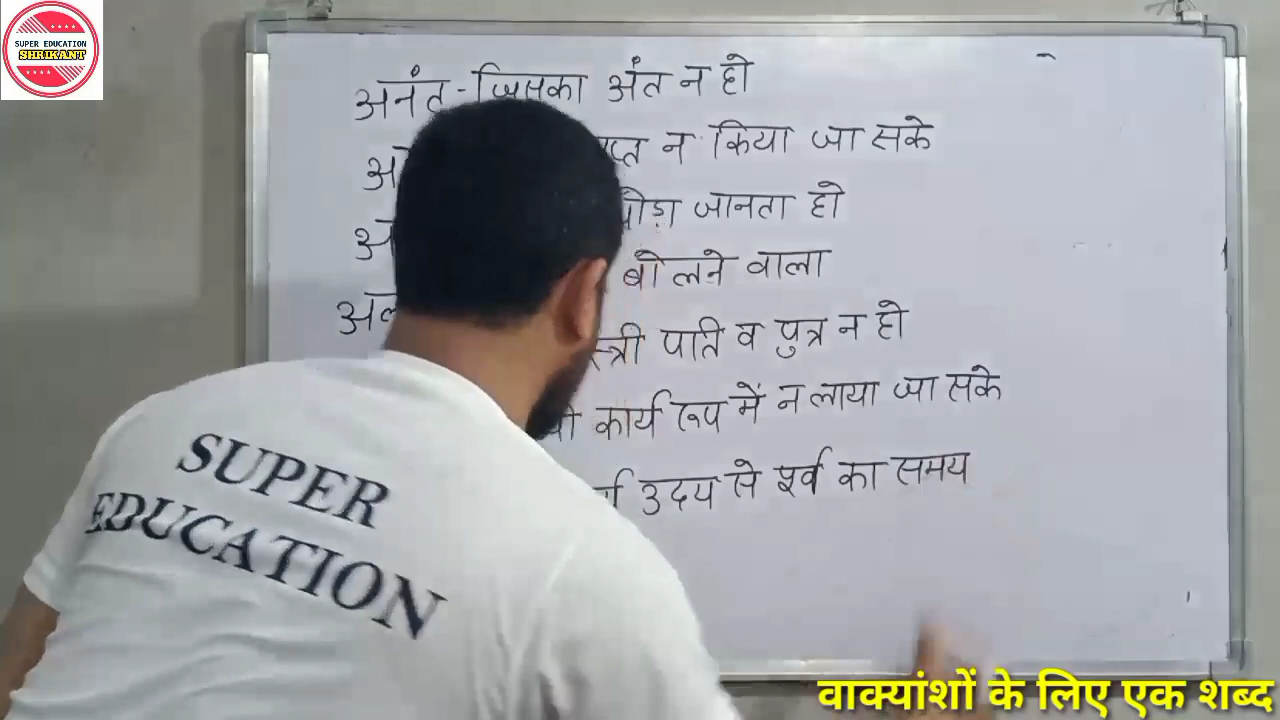 SUPER EDUCATION
SHRIKANT
अनंत - जिसका अंत न हो
न किया जा सके
जानता हो
बोलने वाला
स्त्री पति व पुत्र न हो
कार्य रूप में न लाया जा सके
उदय से पूर्व का समय
SUPER
EDUCATION
वाक्यांशों के लिए एक शब्द